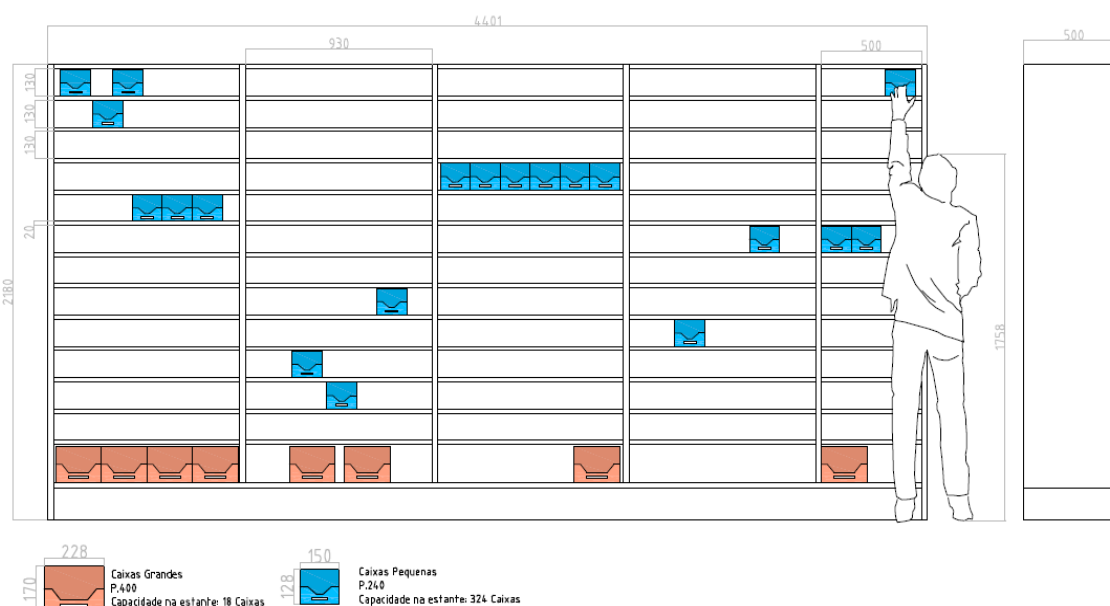 4401
930
500
500
130
130
130
20
2180
1758
228
170
Caixas Grandes
P.400
Capacidade na estante: 18 Caixas
150
128
Caixas Pequenas
P.240
Capacidade na estante: 324 Caixas